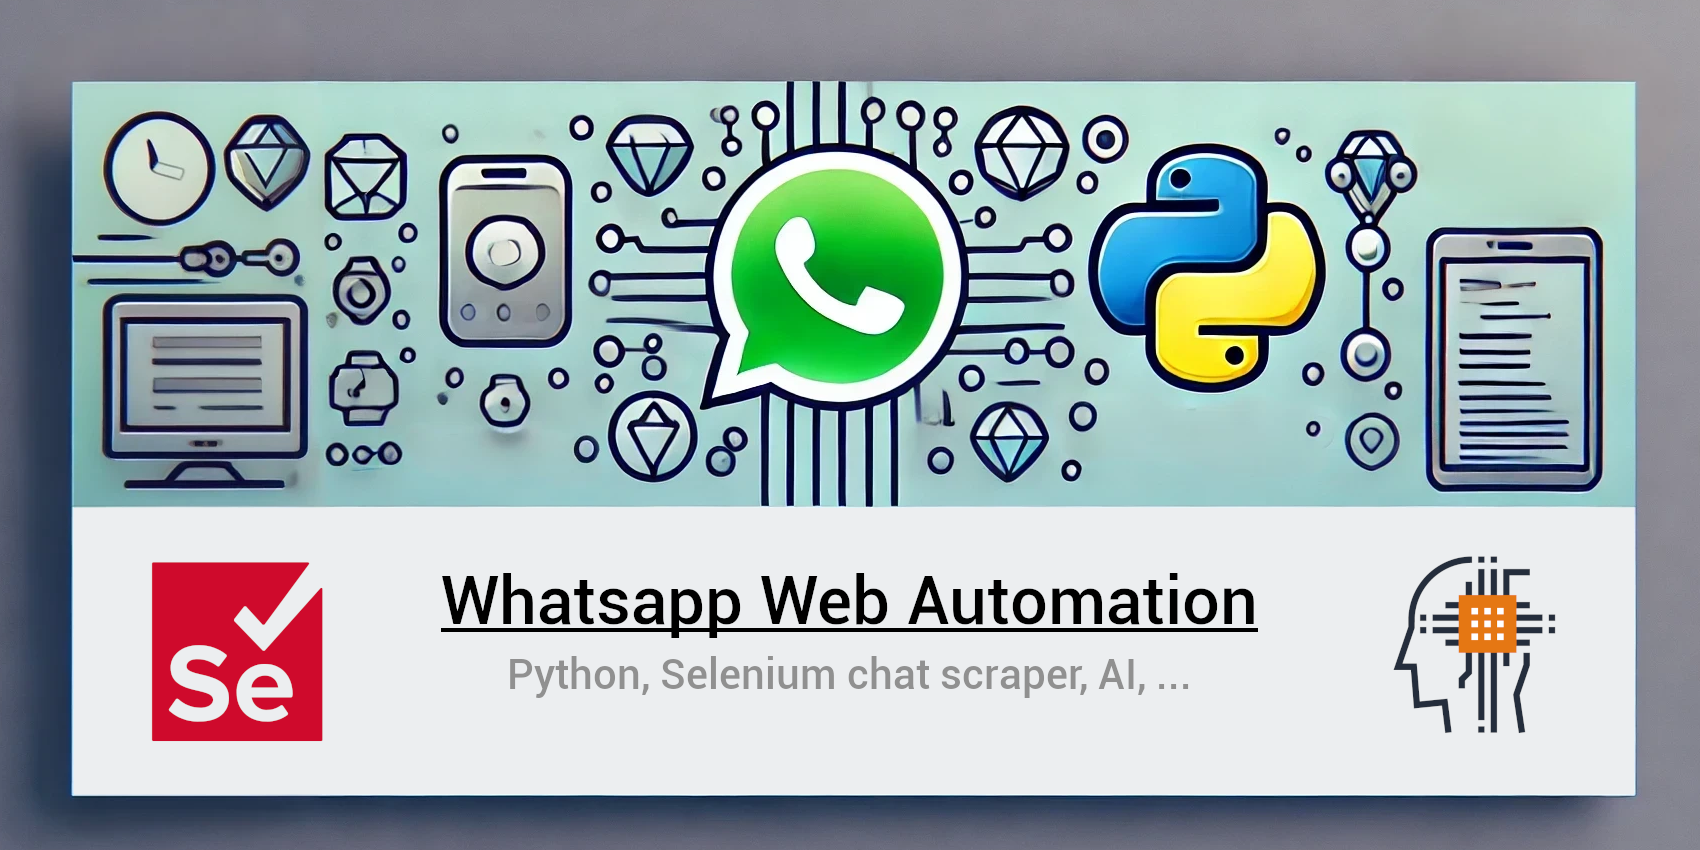 Se
Whatsapp Web Automation
Python, Selenium chat scraper, AI, ...